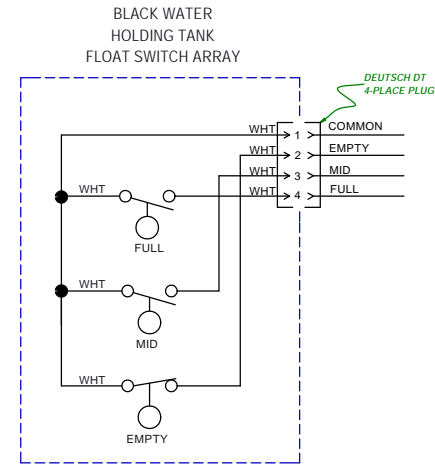 BLACK WATER
HOLDING TANK
FLOAT SWITCH ARRAY
DEUTSCH DT
4-PLACE PLUG
WHT 1 COMMON
WHT 2 EMPTY
WHT 3 MID
WHT WHT 4 FULL
FULL
WHT
MID
WHT
EMPTY